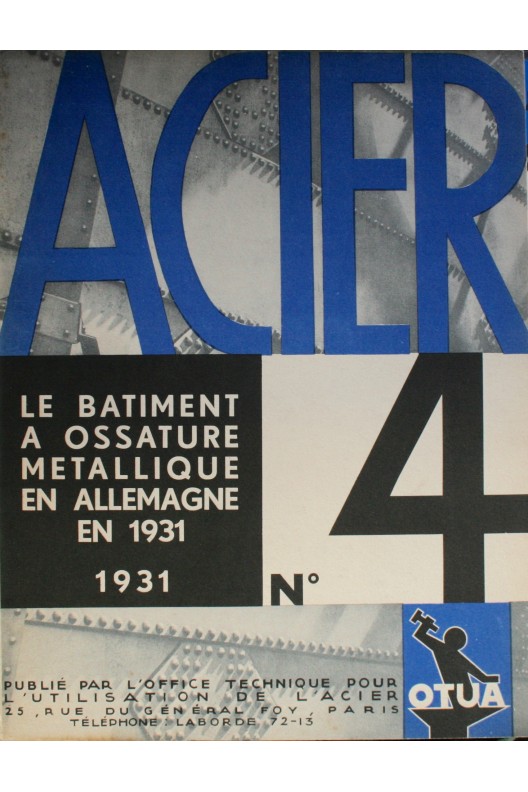 ACIER
LE BATIMENT
A OSSATURE
METALLIQUE
EN ALLEMAGNE
EN 1931
1931
N° 4
PUBLIÉ PAR L'OFFICE TECHNIQUE POUR
L'UTILISATION DE L'ACIER
25, RUE DU GÉNÉRAL FOY, PARIS
TÉLÉPHONE: LABORDE 72-13
OTUA